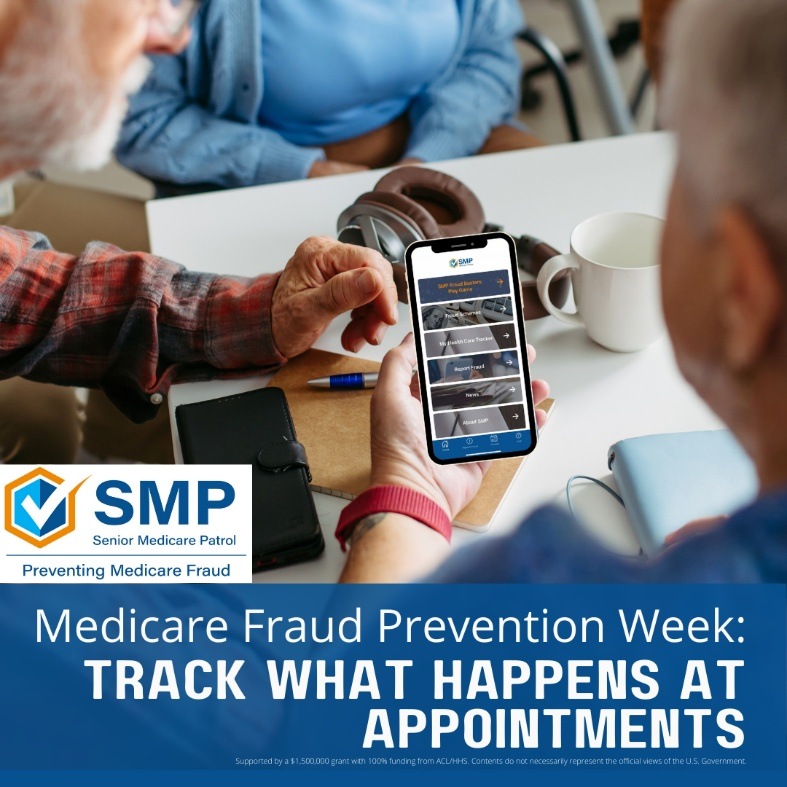 SMP
SMP Fraud Busters
Play Game
Fraud Schemes
My Health Care Tracker
Report Fraud
News
About SMP
SMP
Senior Medicare Patrol
Preventing Medicare Fraud
Medicare Fraud Prevention Week:
TRACK WHAT HAPPENS AT
APPOINTMENTS
Supported by a $1,500,000 grant with 100% funding from ACL/HHS. Contents do not necessarily represent the official views of the U.S. Government.